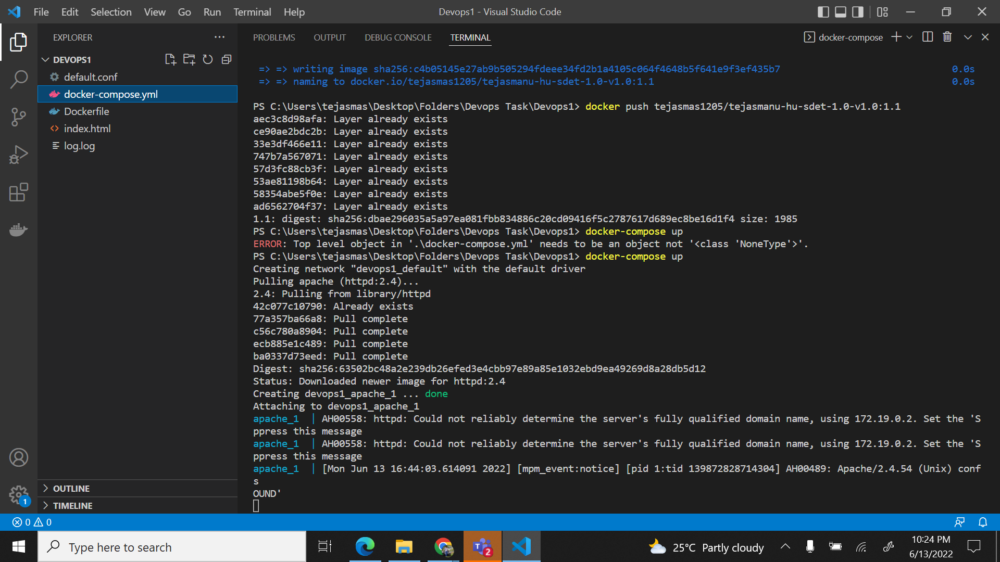 File Edit Selection View Go Run Terminal Help
Devops1 - Visual Studio Code
EXPLORER
DEVOPS1
default.conf
docker-compose.yml
Dockerfile
index.html
log.log
OUTLINE
TIMELINE
PROBLEMS OUTPUT DEBUG CONSOLE TERMINAL
docker-compose
=> => writing image sha256:c4b05145e27ab9b505294fdeee34fd2b1a4105c064f4648b5f641e9f3ef435b7 0.0s
=> => naming to docker.io/tejasmas1205/tejasmanu-hu-sdet-1.0-v1.0:1.1 0.0s
PS C:\Users\tejasmas\Desktop\Folders\Devops Task\Devops1> docker push tejasmas1205/tejasmanu-hu-sdet-1.0-v1.0:1.1
aec3c8d98afa: Layer already exists
ce90ae2bdc2b: Layer already exists
33e3df466e11: Layer already exists
747b7a567071: Layer already exists
57d3fc88cb3f: Layer already exists
53ae81198b64: Layer already exists
58354abe5f0e: Layer already exists
ad6562704f37: Layer already exists
1.1: digest: sha256:dbae296035a5a97ea081fbb834886c20cd09416f5c2787617d689ec8be16d1f4 size: 1985
PS C:\Users\tejasmas\Desktop\Folders\Devops Task\Devops1> docker-compose up
ERROR: Top level object in '.\docker-compose.yml' needs to be an object not '<class 'NoneType'>'.
PS C:\Users\tejasmas\Desktop\Folders\Devops Task\Devops1> docker-compose up
Creating network "devops1_default" with the default driver
Pulling apache (httpd:2.4)...
2.4: Pulling from library/httpd
42c077c10790: Already exists
77a357ba66a8: Pull complete
c56c780a8904: Pull complete
ecb885e1c489: Pull complete
ba0337d73eed: Pull complete
Digest: sha256:63502bc48a2e239db26efed3e4cbb97e89a85e1032ebd9ea49269d8a28db5d12
Status: Downloaded newer image for httpd:2.4
Creating devops1_apache_1 ... done
Attaching to devops1_apache_1
apache_1 | AH00558: httpd: Could not reliably determine the server's fully qualified domain name, using 172.19.0.2. Set the 'S
ppress this message
apache_1 | AH00558: httpd: Could not reliably determine the server's fully qualified domain name, using 172.19.0.2. Set the 'S
ppress this message
apache_1 | [Mon Jun 13 16:44:03.614091 2022] [mpm_event:notice] [pid 1:tid 139872828714304] AH00489: Apache/2.4.54 (Unix) conf
s
OUND'
1
0 0
Type here to search
2
25°C Partly cloudy
10:24 PM
6/13/2022